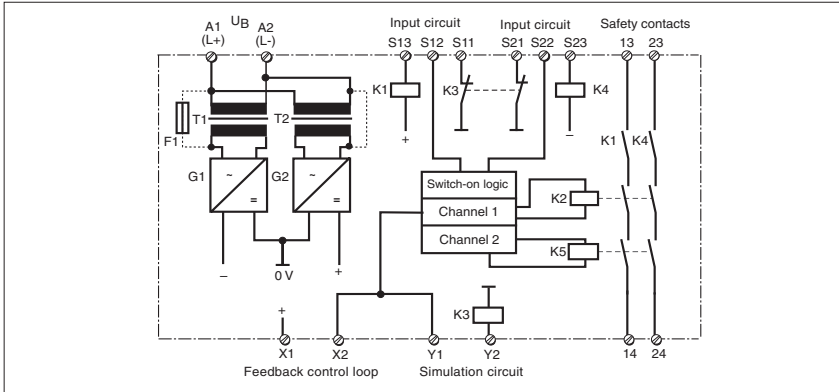 A1 U_B A2 Input circuit Input circuit Safety contacts
(L+) (L-) S13 S12 S11 S21 S22 S23 13 23
K1 K3 K4
T1 T2
F1
+ – K1 K4
G1 ~ G2 ~ Switch-on logic
= = Channel 1 K2
Channel 2 K5
– 0 V +
+ K3
X1 X2 Y1 Y2 14 24
Feedback control loop Simulation circuit